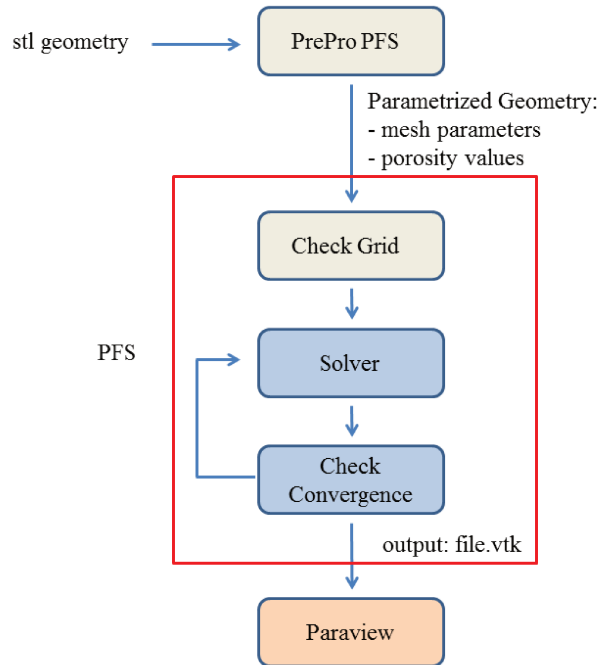 stl geometry
PrePro PFS
Parametrized Geometry:
- mesh parameters
- porosity values
Check Grid
PFS
Solver
Check
Convergence
output: file.vtk
Paraview